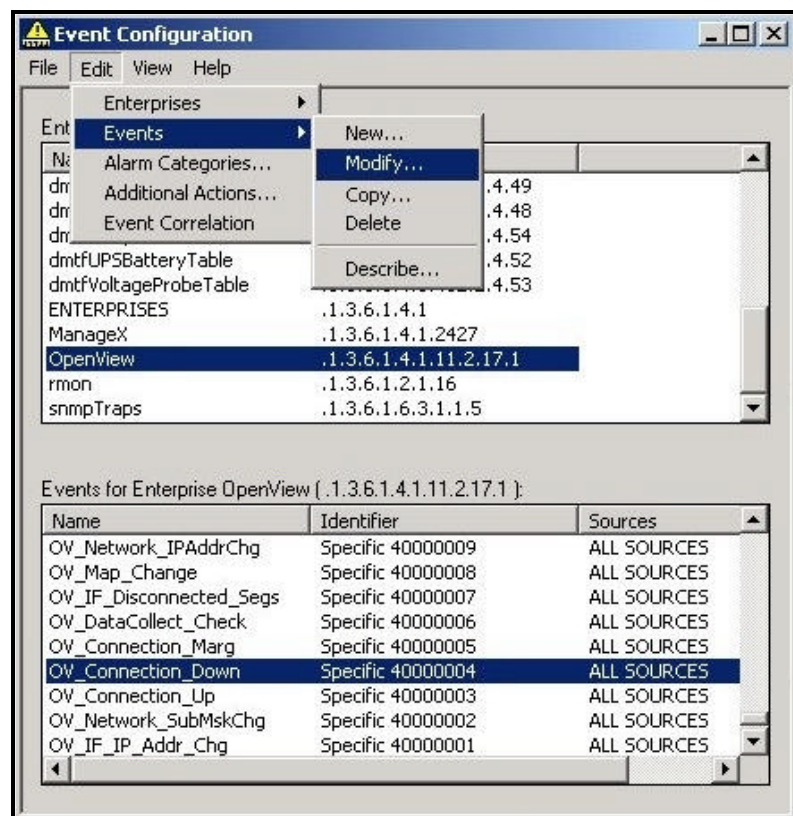 Event Configuration
File Edit View Help
Enterprises
Ent
Events
New...
Na
Alarm Categories...
Modify...
dm .4.49
Additional Actions...
Copy...
.4.48
Event Correlation
Delete
.4.54
dmtfUPSBatteryTable .4.52
Describe...
dmtfVoltageProbeTable .4.53
ENTERPRISES .1.3.6.1.4.1
ManageX .1.3.6.1.4.1.2427
OpenView .1.3.6.1.4.1.11.2.17.1
rmon .1.3.6.1.2.1.16
snmpTraps .1.3.6.1.6.3.1.1.5
Events for Enterprise OpenView ( .1.3.6.1.4.1.11.2.17.1 ):
Name Identifier Sources
OV_Network_IPAddrChg Specific 40000009 ALL SOURCES
OV_Map_Change Specific 40000008 ALL SOURCES
OV_IF_Disconnected_Segs Specific 40000007 ALL SOURCES
OV_DataCollect_Check Specific 40000006 ALL SOURCES
OV_Connection_Marg Specific 40000005 ALL SOURCES
OV_Connection_Down Specific 40000004 ALL SOURCES
OV_Connection_Up Specific 40000003 ALL SOURCES
OV_Network_SubMskChg Specific 40000002 ALL SOURCES
OV_IF_IP_Addr_Chg Specific 40000001 ALL SOURCES